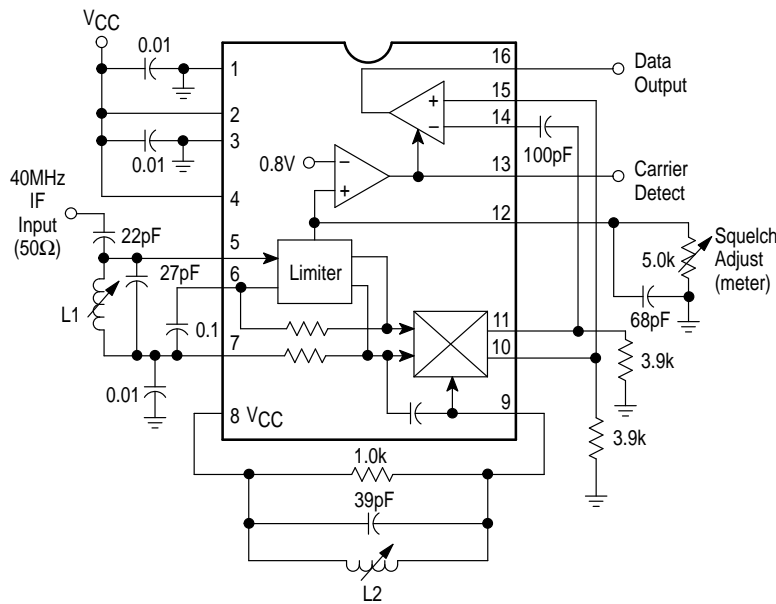 VCC
0.01
1
2
3
0.01
4
40MHz
IF
Input
(50Ω)
22pF
5
27pF
6
L1
0.1
7
0.01
8 VCC
16
Data
Output
15
14
100pF
0.8V
13
Carrier
Detect
12
Squelch
Adjust
(meter)
5.0k
68pF
Limiter
11
10
3.9k
9
3.9k
1.0k
39pF
L2
+
−
−
+